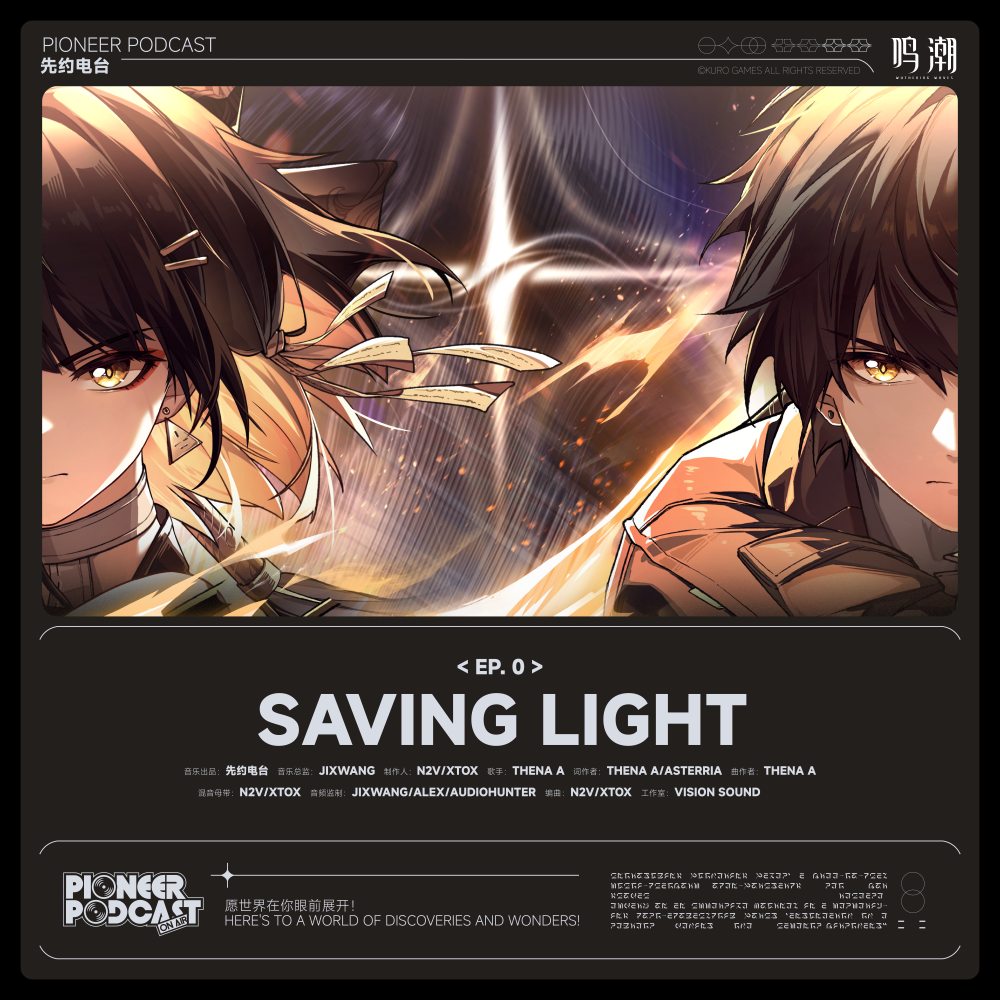 PIONEER PODCAST
先约电台
©KURO GAMES ALL RIGHTS RESERVED
鸣潮
WUTHERING WAVES
< EP. 0 >
SAVING LIGHT
音乐出品: 先约电台 音乐总监: JIXWANG 制作人: N2V/XTOX 歌手: THENA A 词作者: THENA A/ASTERRIA 曲作者: THENA A
混音母带: N2V/XTOX 音频监制: JIXWANG/ALEX/AUDIOHUNTER 编曲: N2V/XTOX 工作室: VISION SOUND
PIONEER
PODCAST
ON AIR
愿世界在你眼前展开！
HERE'S TO A WORLD OF DISCOVERIES AND WONDERS!